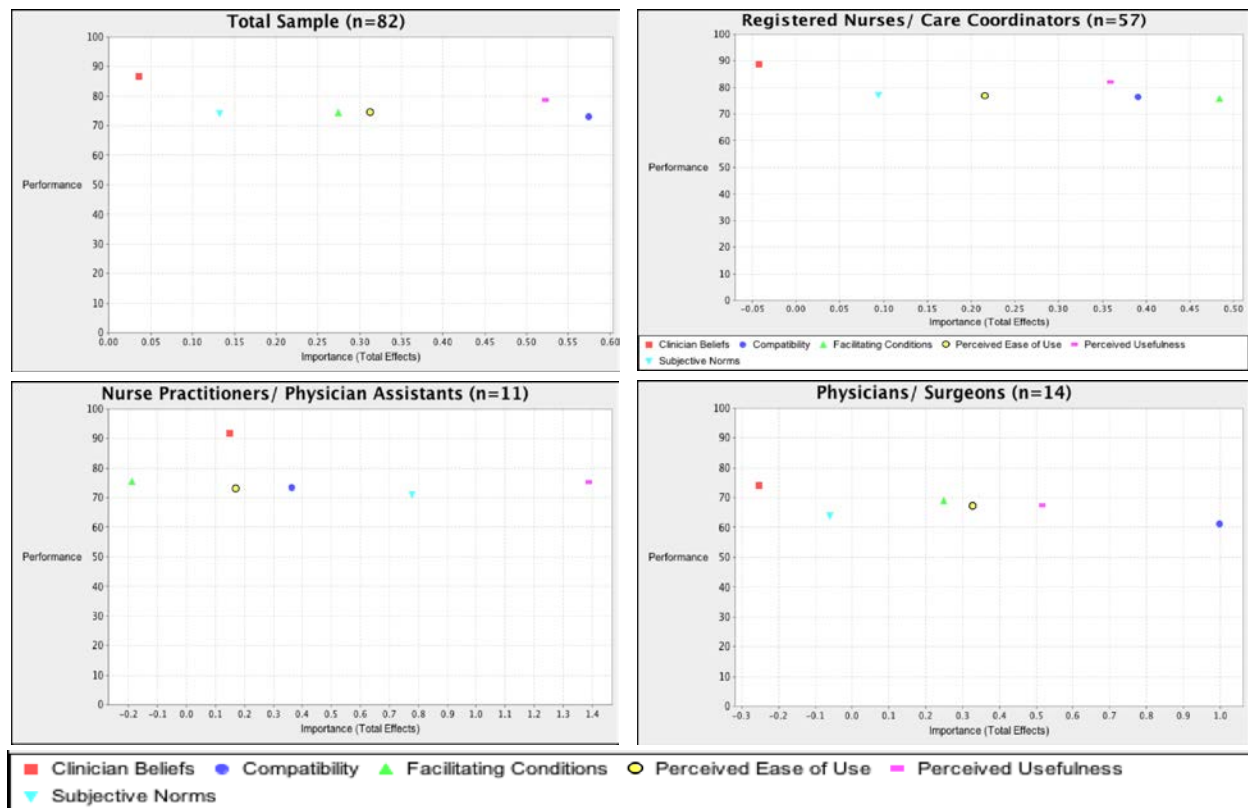 Total Sample (n=82)
100
90
80
70
60
50
40
30
20
10
0
Performance
0.00 0.05 0.10 0.15 0.20 0.25 0.30 0.35 0.40 0.45 0.50 0.55 0.60
Importance (Total Effects)
Registered Nurses/ Care Coordinators (n=57)
100
90
80
70
60
50
40
30
20
10
0
Performance
-0.05 0.00 0.05 0.10 0.15 0.20 0.25 0.30 0.35 0.40 0.45 0.50
Importance (Total Effects)
Clinician Beliefs Compatibility Facilitating Conditions Perceived Ease of Use Perceived Usefulness
Subjective Norms
Nurse Practitioners/ Physician Assistants (n=11)
100
90
80
70
60
50
40
30
20
10
0
Performance
-0.2 -0.1 0.0 0.1 0.2 0.3 0.4 0.5 0.6 0.7 0.8 0.9 1.0 1.1 1.2 1.3 1.4
Importance (Total Effects)
Physicians/ Surgeons (n=14)
100
90
80
70
60
50
40
30
20
10
0
Performance
-0.3 -0.2 -0.1 0.0 0.1 0.2 0.3 0.4 0.5 0.6 0.7 0.8 0.9 1.0
Importance (Total Effects)
Clinician Beliefs Compatibility Facilitating Conditions Perceived Ease of Use Perceived Usefulness
Subjective Norms